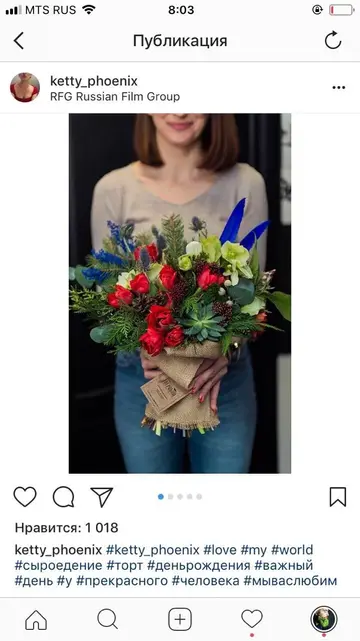 MTS RUS 8:03
Публикация
ketty_phoenix
RFG Russian Film Group
Нравится: 1 018
ketty_phoenix #ketty_phoenix #love #my #world
#сыроедение #торт #деньрождения #важный
#день #у #прекрасного #человека #мываслюбим